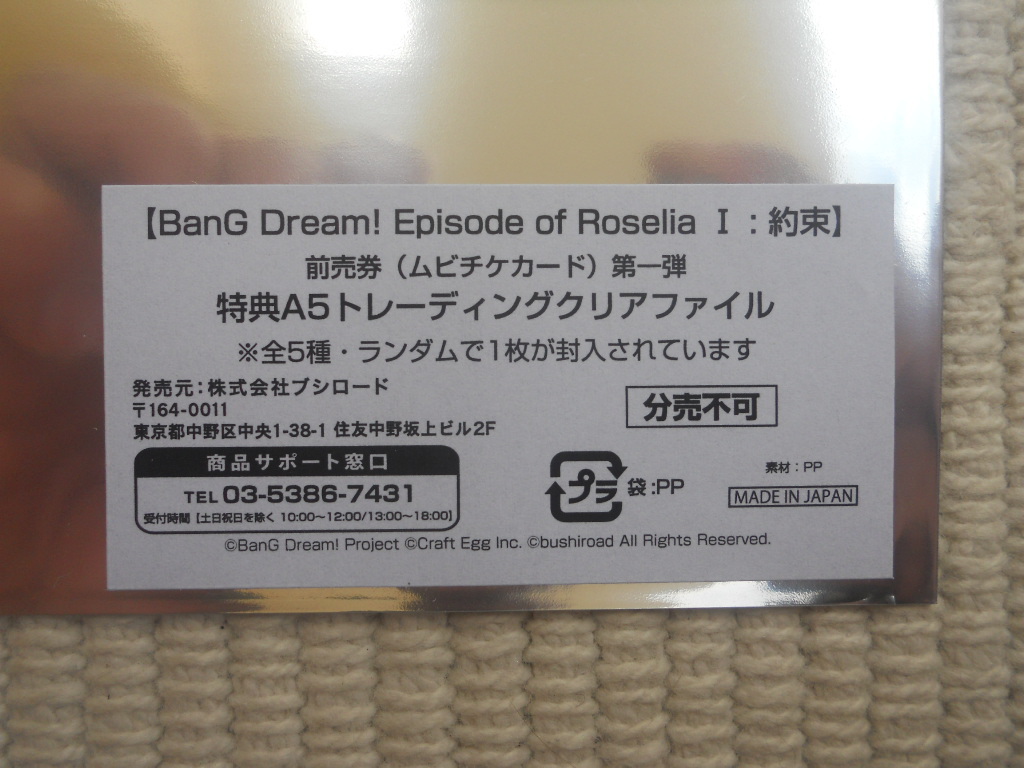 【BanG Dream! Episode of Roselia Ⅰ：約束】
前売券（ムビチケカード）第一弾
特典A5トレーディングクリアファイル
※全5種・ランダムで1枚が封入されています
発売元：株式会社ブシロード
〒164-0011
東京都中野区中央1-38-1 住友中野坂上ビル2F
分売不可
商品サポート窓口
TEL 03-5386-7431
受付時間【土日祝日を除く 10:00～12:00/13:00～18:00】
プラ 袋：PP
素材：PP
MADE IN JAPAN
©BanG Dream! Project ©Craft Egg Inc. ©bushiroad All Rights Reserved.